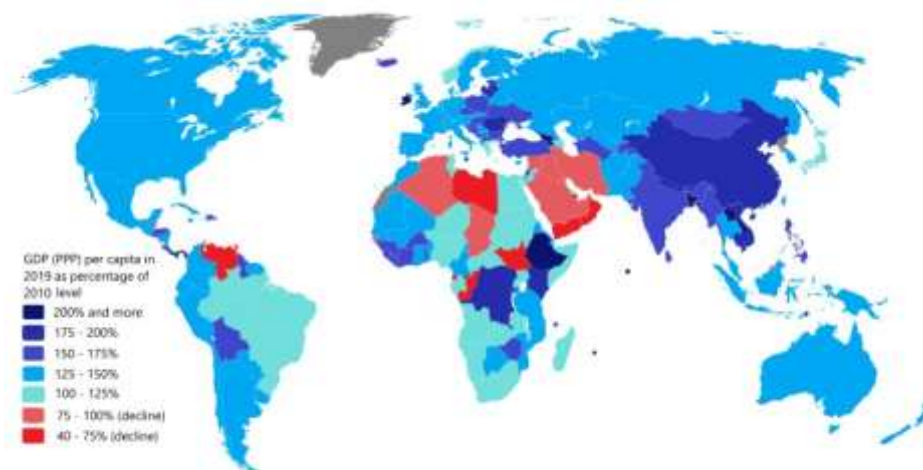 GDP (PPP) per capita in
2019 as percentage of
2010 level
200% and more
175 - 200%
150 - 175%
125 - 150%
100 - 125%
75 - 100% (decline)
40 - 75% (decline)